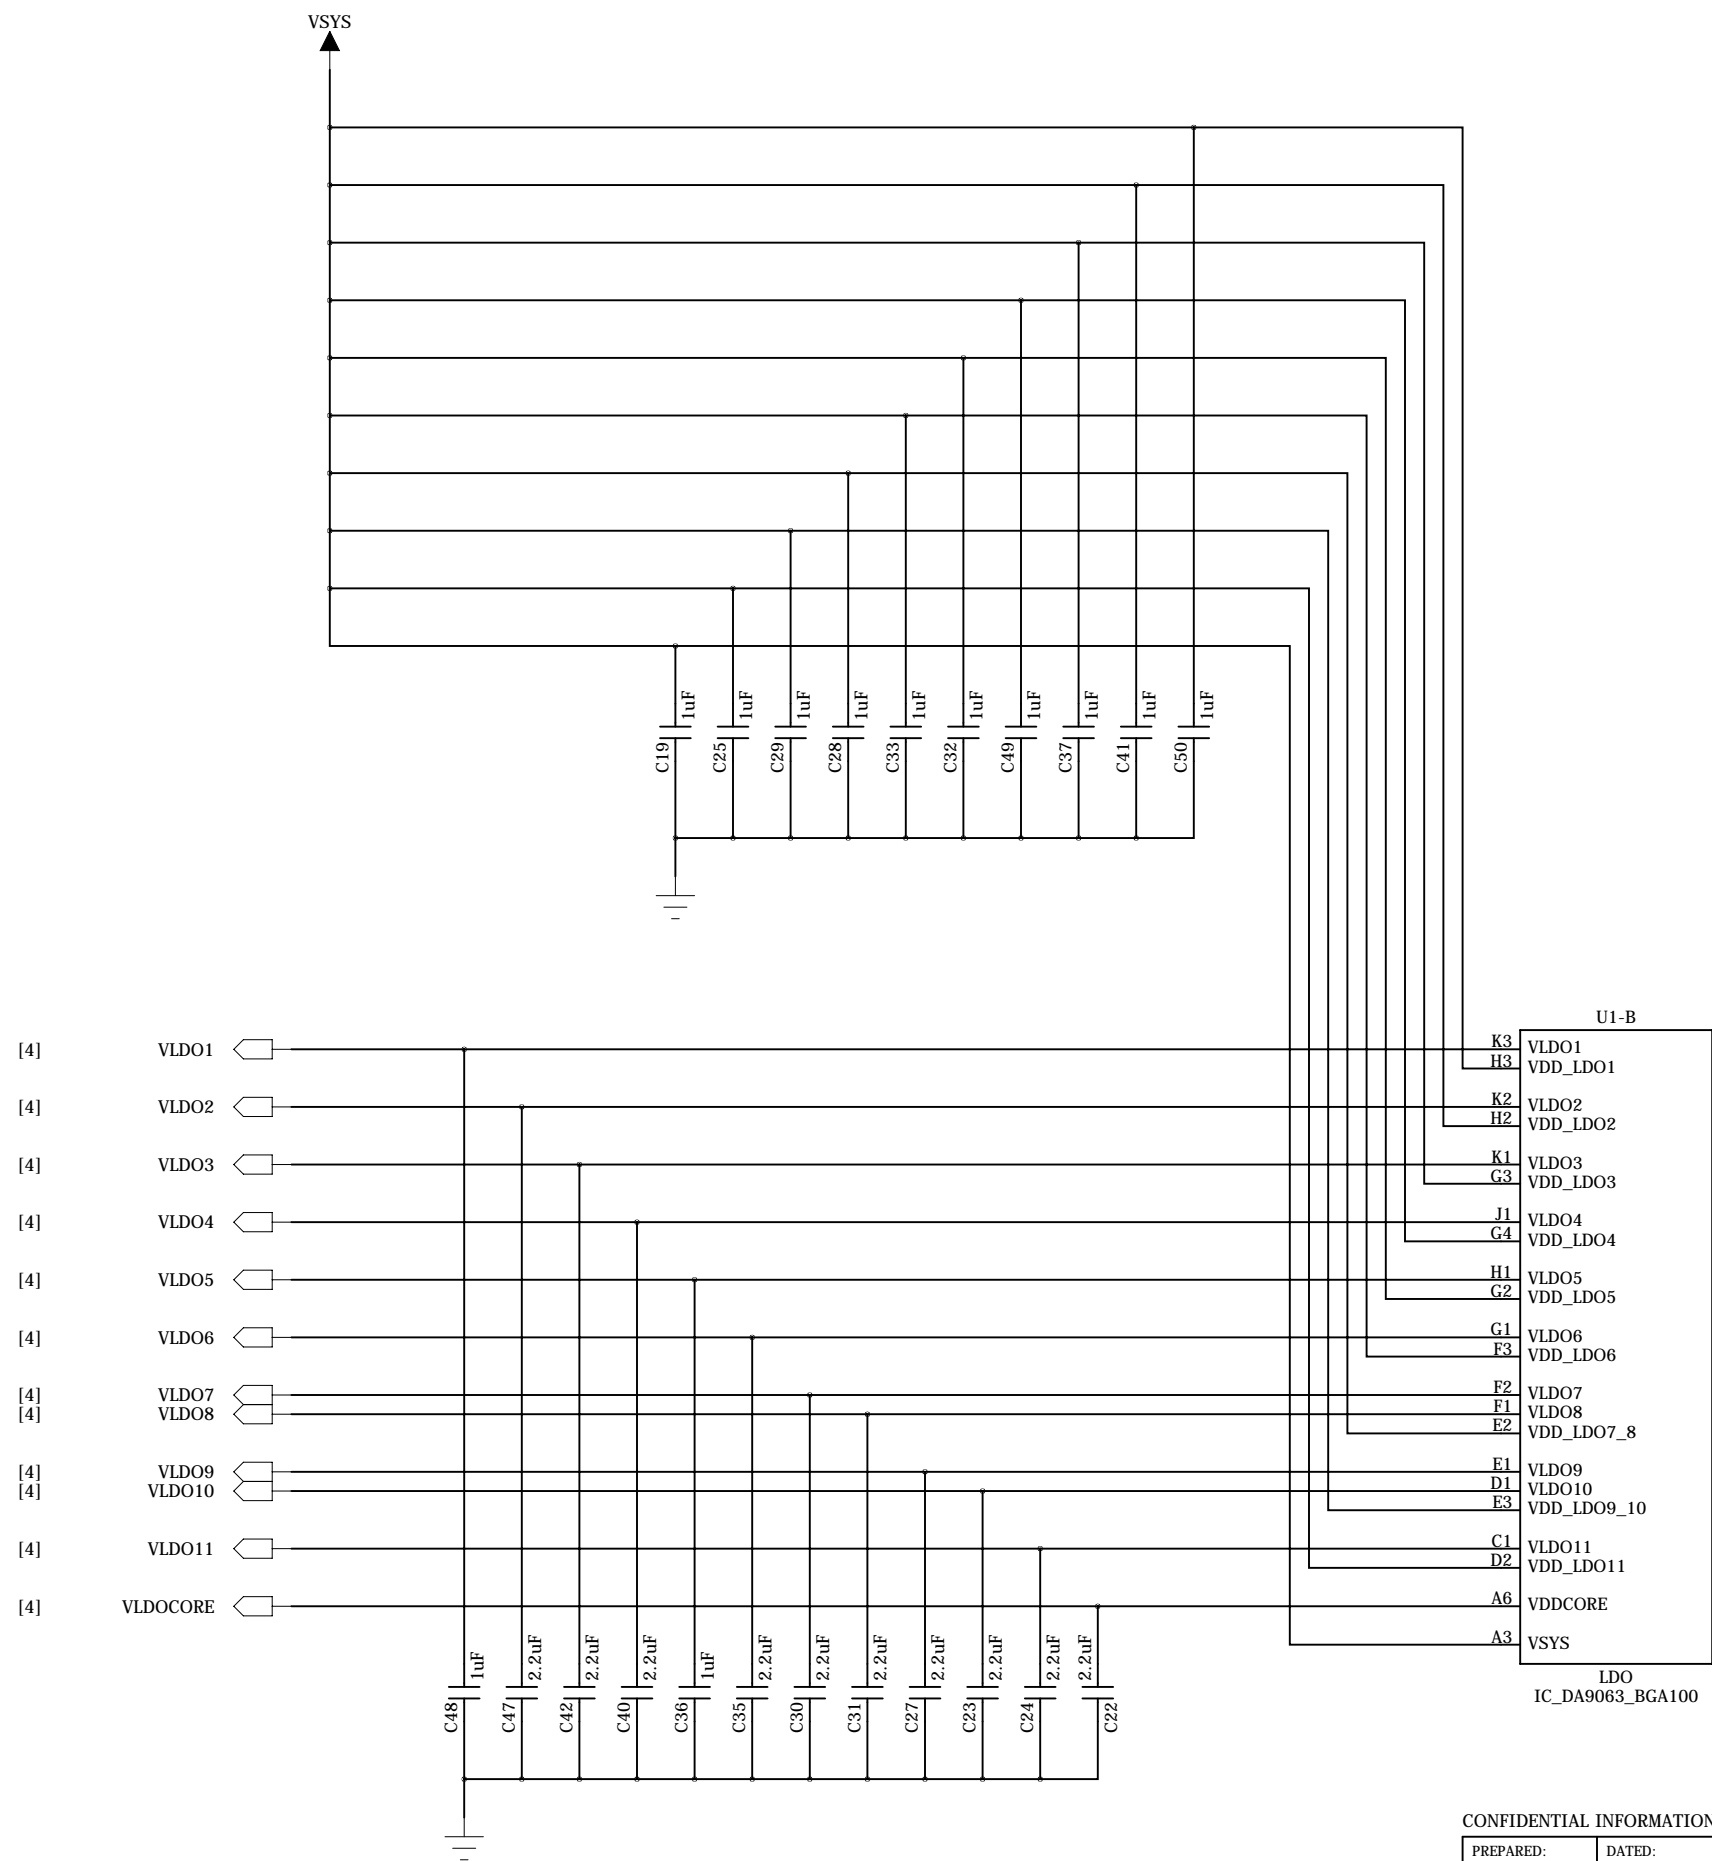 VSYS
1uF 1uF 1uF 1uF 1uF 1uF 1uF 1uF 1uF 1uF
C19 C25 C29 C28 C33 C32 C49 C37 C41 C50
U1-B
[4] VLDO1 K3 VLDO1
H3 VDD_LDO1
[4] VLDO2 K2 VLDO2
H2 VDD_LDO2
[4] VLDO3 K1 VLDO3
G3 VDD_LDO3
[4] VLDO4 J1 VLDO4
G4 VDD_LDO4
[4] VLDO5 H1 VLDO5
G2 VDD_LDO5
[4] VLDO6 G1 VLDO6
F3 VDD_LDO6
[4] VLDO7 F2 VLDO7
[4] VLDO8 F1 VLDO8
E2 VDD_LDO7_8
[4] VLDO9 E1 VLDO9
[4] VLDO10 D1 VLDO10
E3 VDD_LDO9_10
[4] VLDO11 C1 VLDO11
D2 VDD_LDO11
[4] VLDOCORE A6 VDDCORE
A3 VSYS
1uF 2.2uF 2.2uF 2.2uF 1uF 2.2uF 2.2uF 2.2uF 2.2uF 2.2uF 2.2uF 2.2uF
C48 C47 C42 C40 C36 C35 C30 C31 C27 C23 C24 C22
LDO
IC_DA9063_BGA100
CONFIDENTIAL INFORMATION
PREPARED: DATED: